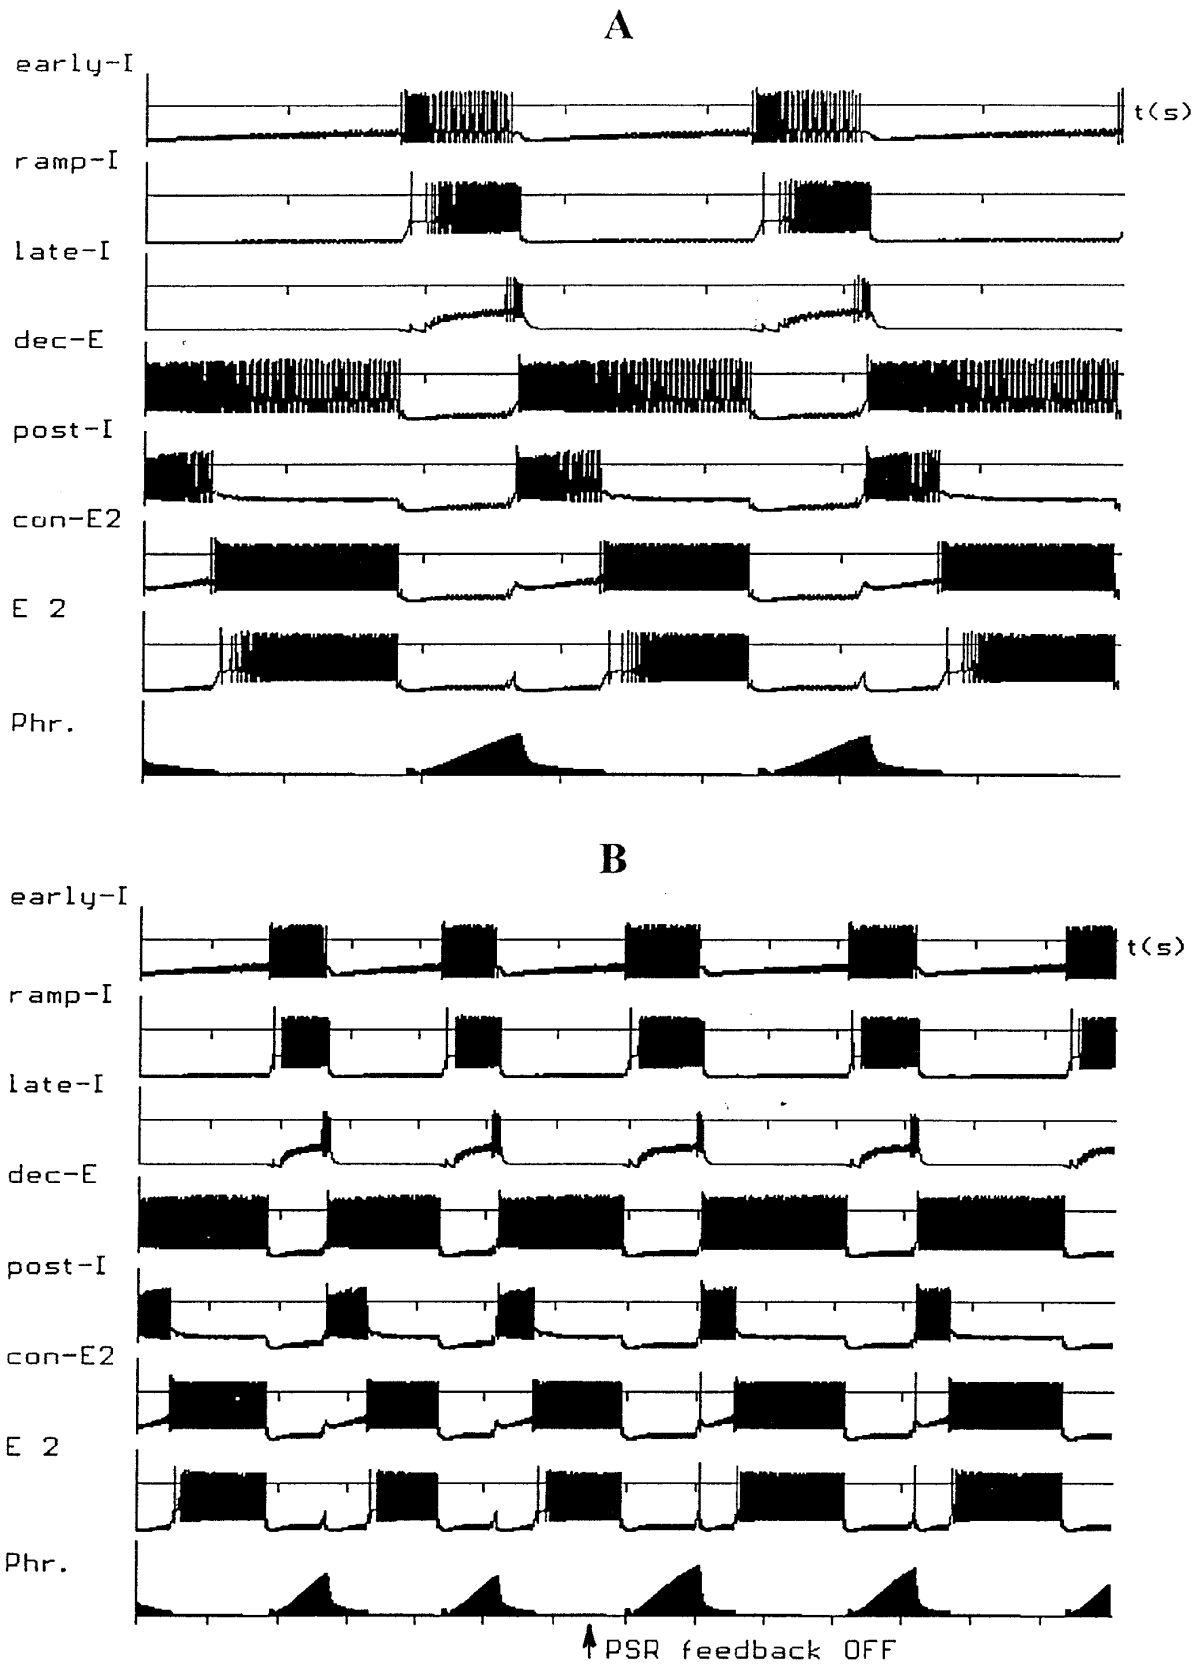 A
early-I
t(s)
ramp-I
late-I
dec-E
post-I
con-E2
E 2
Phr.
B
early-I
t(s)
ramp-I
late-I
dec-E
post-I
con-E2
E 2
Phr.
PSR feedback OFF